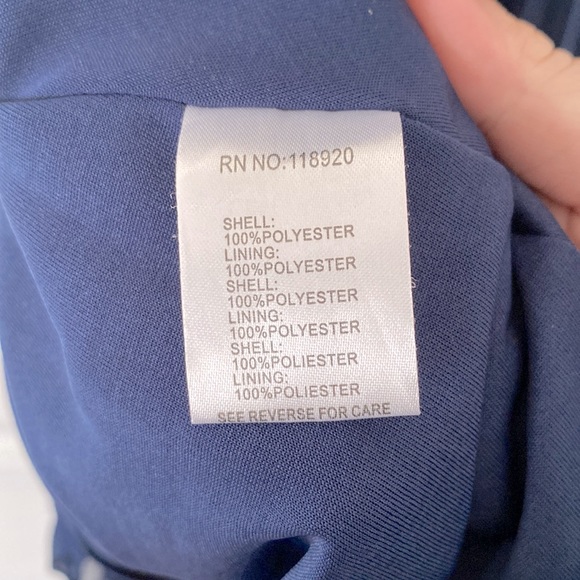 RN NO:118920
SHELL:
100%POLYESTER
LINING:
100%POLYESTER
SHELL:
100%POLYESTER
LINING:
100%POLYESTER
SHELL:
100%POLIESTER
LINING:
100%POLIESTER
SEE REVERSE FOR CARE